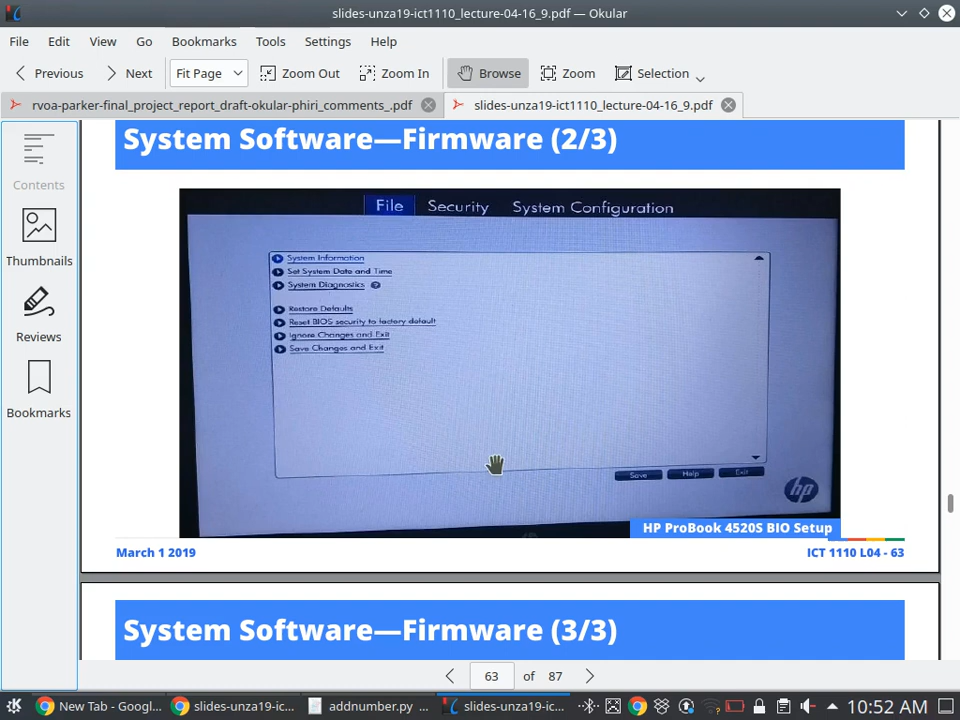 slides-unza19-ict1110_lecture-04-16_9.pdf — Okular
File Edit View Go Bookmarks Tools Settings Help
Previous Next Fit Page Zoom Out Zoom In Browse Zoom Selection
rvoa-parker-final_project_report_draft-okular-phiri_comments_.pdf slides-unza19-ict1110_lecture-04-16_9.pdf
Contents
Thumbnails
Reviews
Bookmarks
System Software—Firmware (2/3)
File Security System Configuration
System Information
Set System Date and Time
System Diagnostics ?
Restore Defaults
Reset BIOS security to factory default
Ignore Changes and Exit
Save Changes and Exit
Save Help Exit
hp
HP ProBook 4520S BIO Setup
March 1 2019 ICT 1110 L04 - 63
System Software—Firmware (3/3)
63 of 87
New Tab - Googl... slides-unza19-ic... addnumber.py ... slides-unza19-ic... 10:52 AM